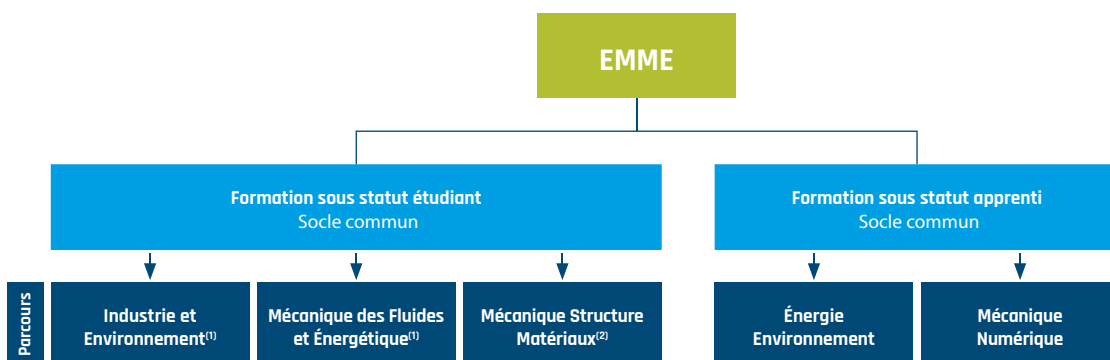 EMME
Formation sous statut étudiant
Socle commun
Formation sous statut apprenti
Socle commun
Parcours
Industrie et
Environnement(1)
Mécanique des Fluides
et Énergétique(1)
Mécanique Structure
Matériaux(2)
Énergie
Environnement
Mécanique
Numérique